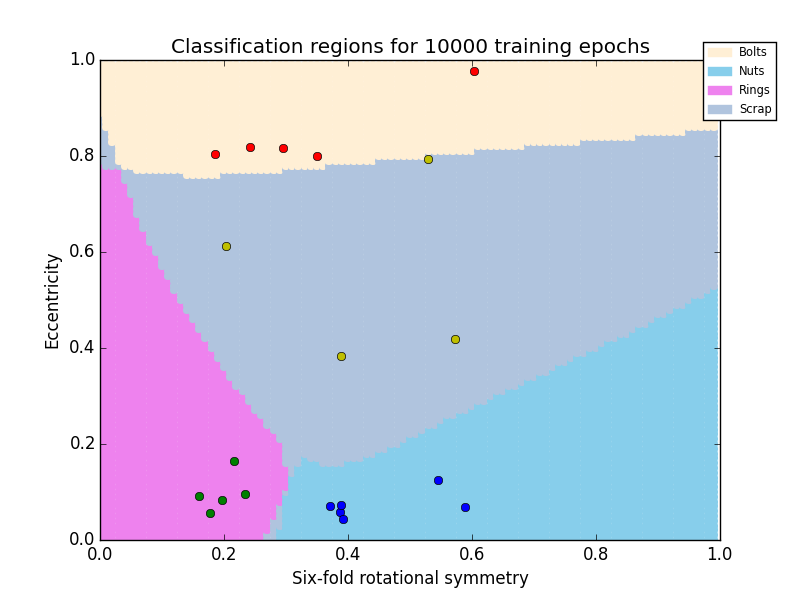 Classification regions for 10000 training epochs
Bolts
Nuts
Rings
Scrap
1.0
0.8
0.6
0.4
0.2
0.0
Eccentricity
0.0 0.2 0.4 0.6 0.8 1.0
Six-fold rotational symmetry